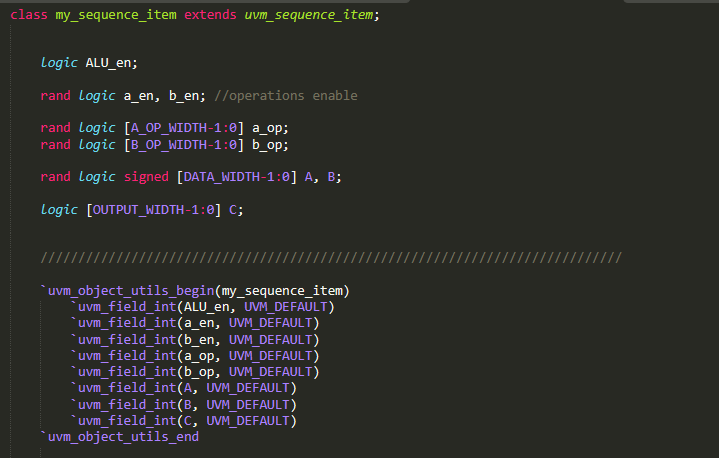 class my_sequence_item extends uvm_sequence_item;
logic ALU_en;
rand logic a_en, b_en; //operations enable
rand logic [A_OP_WIDTH-1:0] a_op;
rand logic [B_OP_WIDTH-1:0] b_op;
rand logic signed [DATA_WIDTH-1:0] A, B;
logic [OUTPUT_WIDTH-1:0] C;
/////////////////////////////////////////////////////////////////////////////
`uvm_object_utils_begin(my_sequence_item)
`uvm_field_int(ALU_en, UVM_DEFAULT)
`uvm_field_int(a_en, UVM_DEFAULT)
`uvm_field_int(b_en, UVM_DEFAULT)
`uvm_field_int(a_op, UVM_DEFAULT)
`uvm_field_int(b_op, UVM_DEFAULT)
`uvm_field_int(A, UVM_DEFAULT)
`uvm_field_int(B, UVM_DEFAULT)
`uvm_field_int(C, UVM_DEFAULT)
`uvm_object_utils_end